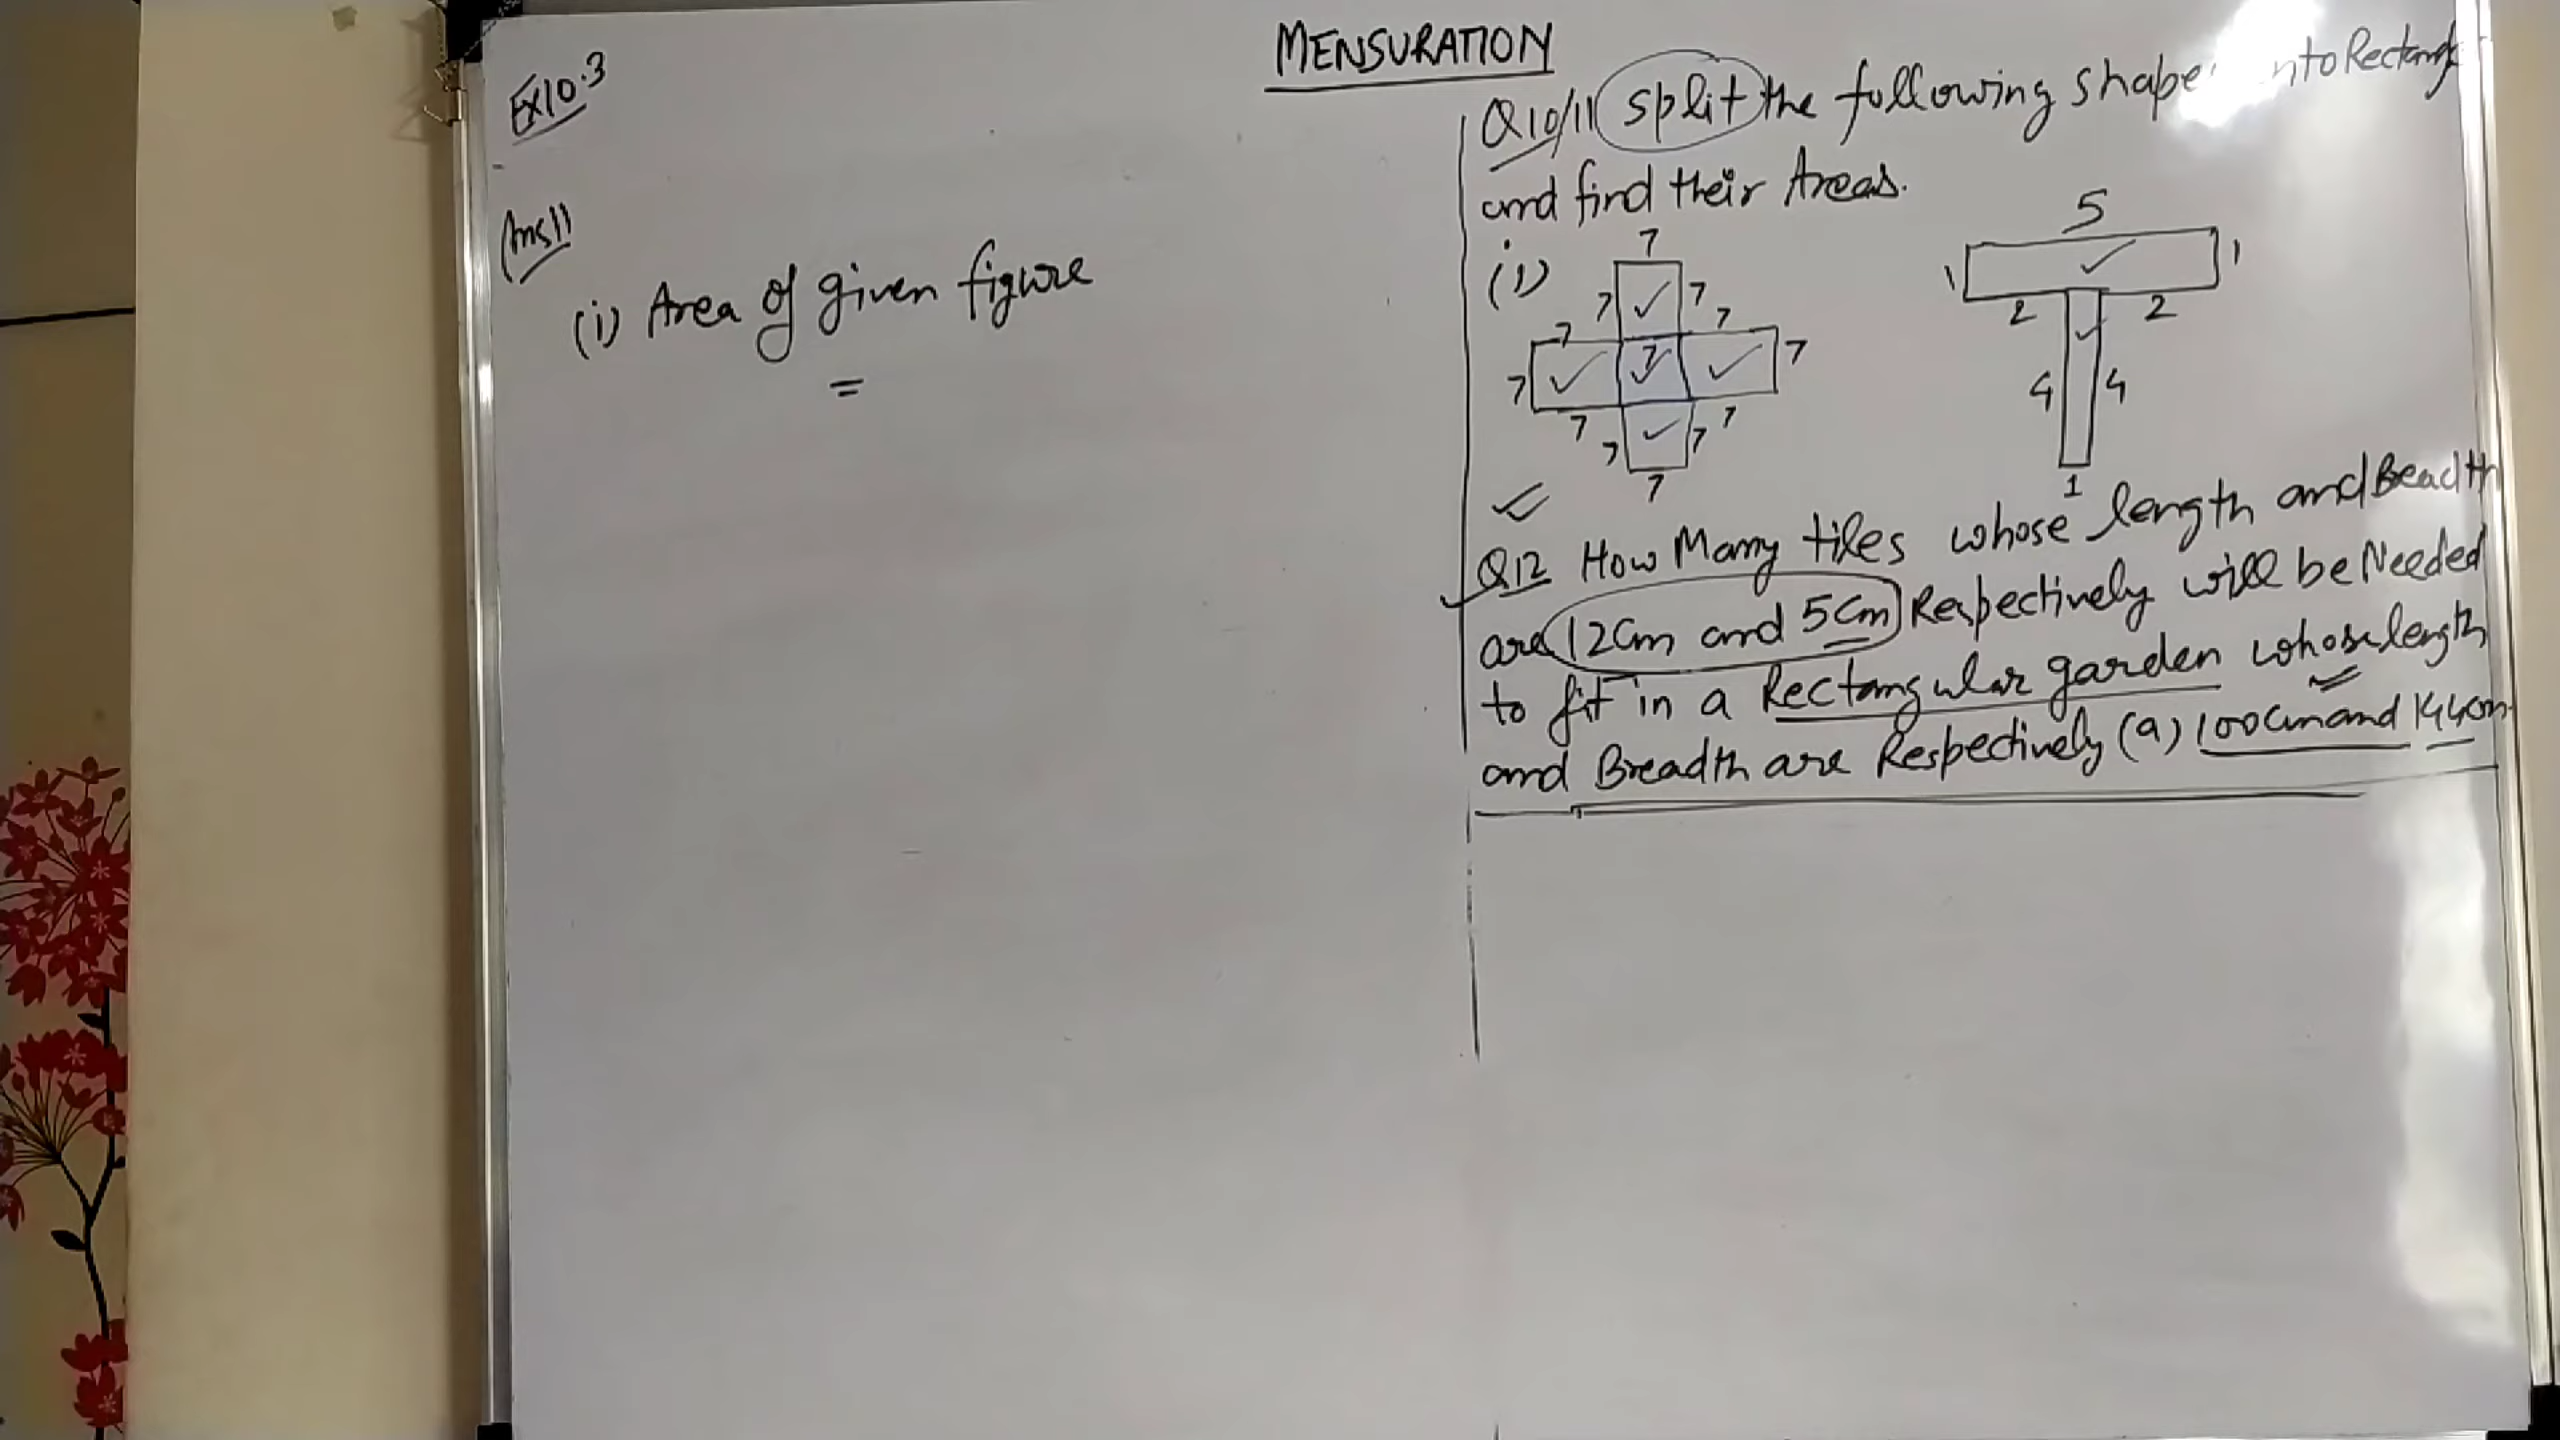 MENSURATION
Ex10.3
Ans11
(i) Area of given figure
=
Q10/11 split the following shape nto Rectang
and find their Areas.
(i)
7
7 7
7 7
7 7 7
7 7
7 7
7
5
1 1
2 2
4 4
1
Q12 How Many tiles whose length and Beadth
are 12Cm and 5Cm Respectively will be Needed
to fit in a Rectangular garden whose length
and Breadth are Respectively (a) 100cm and 144cm